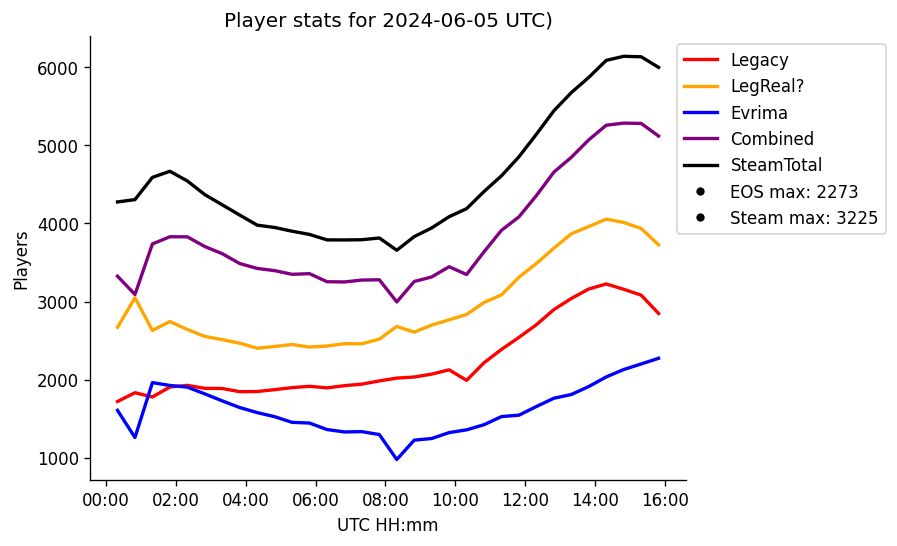 Player stats for 2024-06-05 UTC)
Players
6000
5000
4000
3000
2000
1000
00:00 02:00 04:00 06:00 08:00 10:00 12:00 14:00 16:00
UTC HH:mm
Legacy
LegReal?
Evrima
Combined
SteamTotal
EOS max: 2273
Steam max: 3225